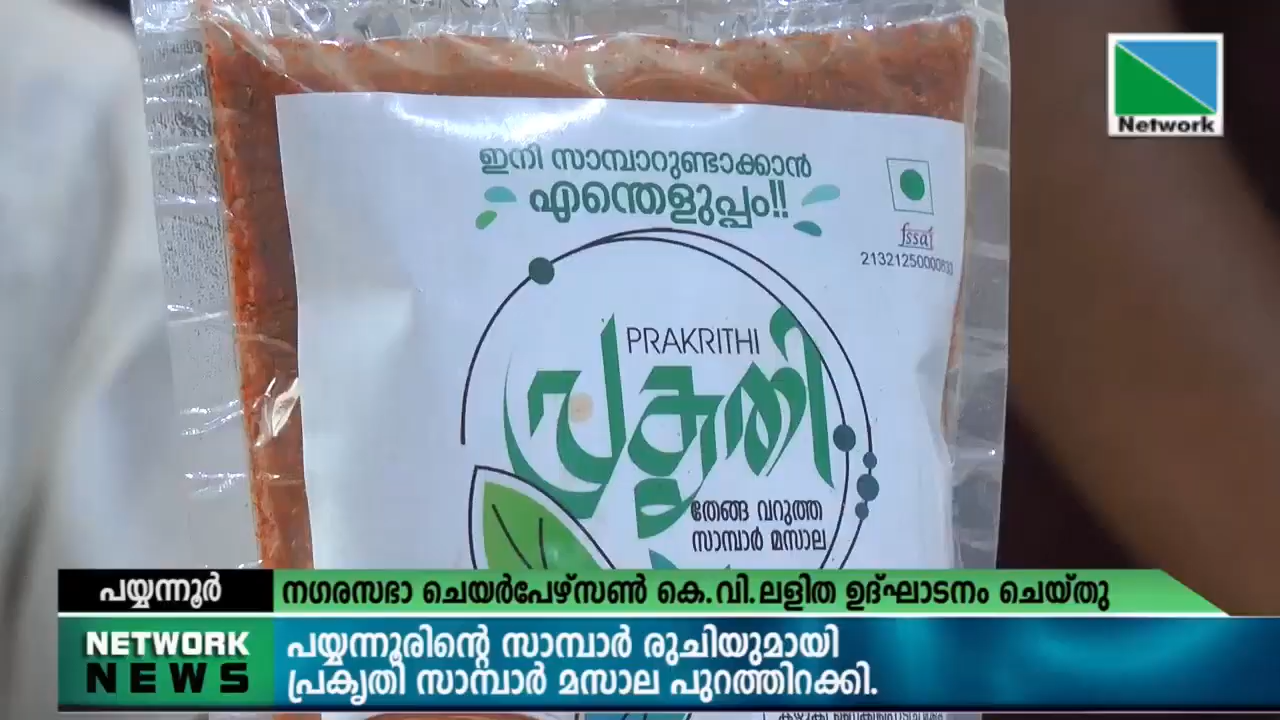 Network
ഇനി സാമ്പാറുണ്ടാക്കാൻ
എന്തെളുപ്പം!!
fssai
PRAKRITHI
പ്രകൃതി
തേങ്ങ വറുത്ത
സാമ്പാർ മസാല
പയ്യന്നൂർ
നഗരസഭാ ചെയർപേഴ്സൺ കെ.വി.ലളിത ഉദ്ഘാടനം ചെയ്തു
NETWORK
NEWS
പയ്യന്നൂരിന്റെ സാമ്പാർ രുചിയുമായി
പ്രകൃതി സാമ്പാർ മസാല പുറത്തിറക്കി.